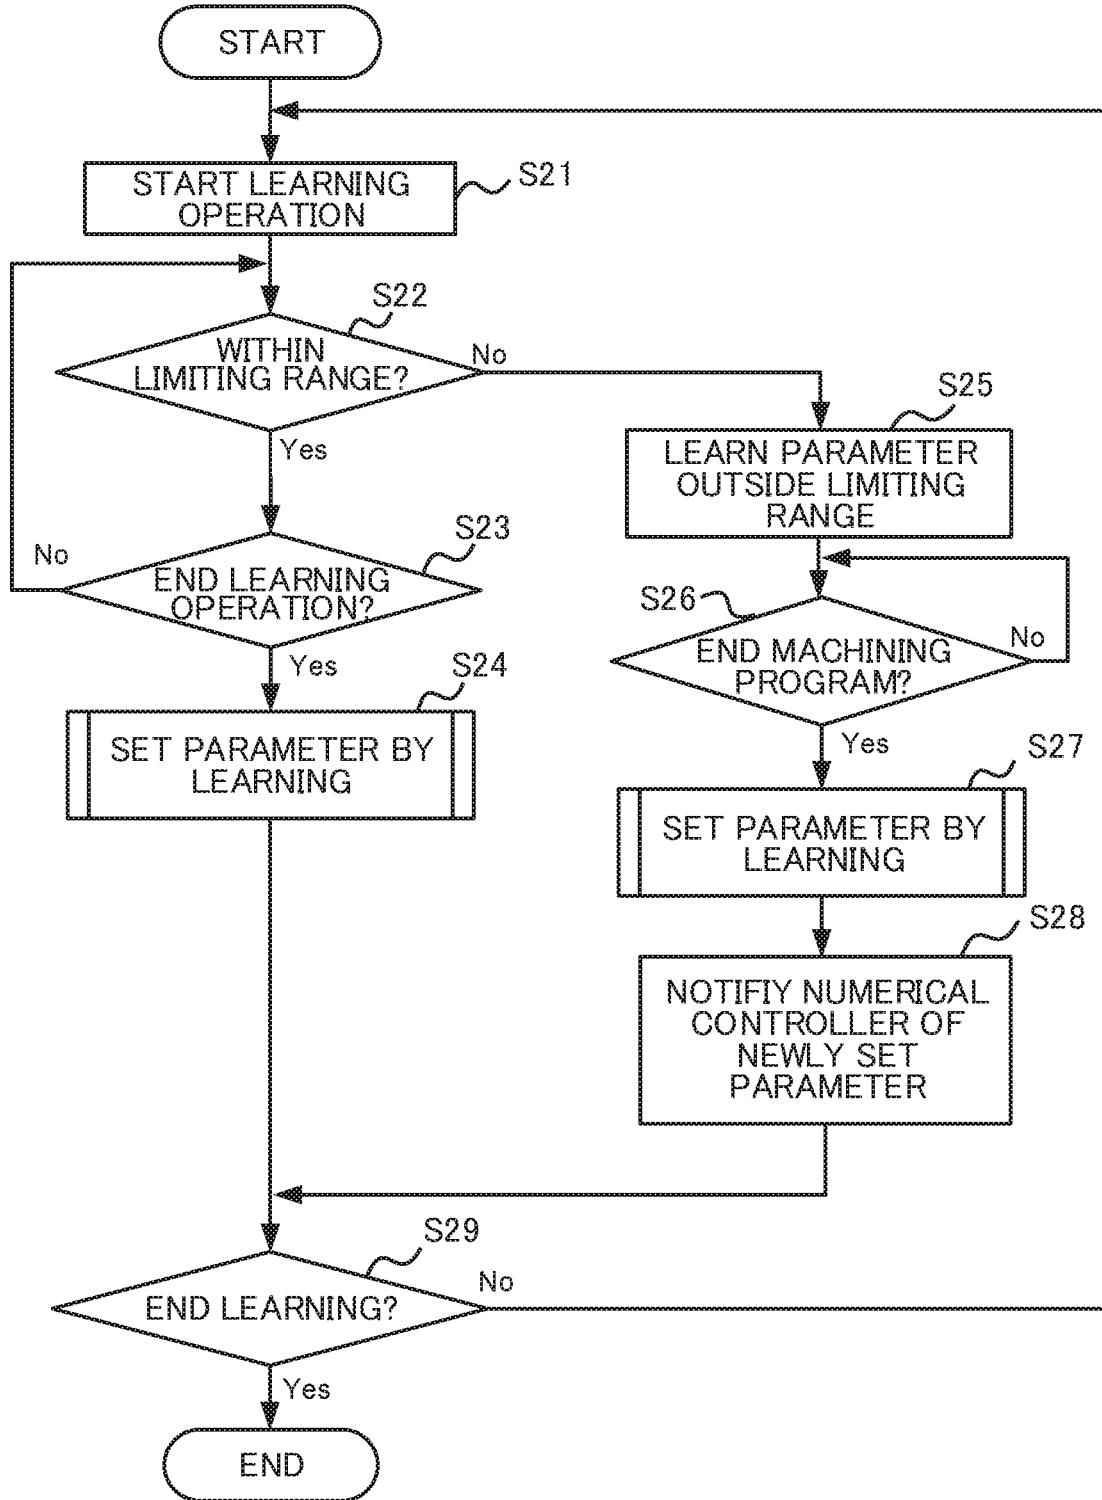 START
S21
START LEARNING
OPERATION
S22
WITHIN
LIMITING RANGE?
No
Yes
S25
LEARN PARAMETER
OUTSIDE LIMITING
RANGE
S23
No
END LEARNING
OPERATION?
Yes
S26
END MACHINING
PROGRAM?
No
Yes
S24
SET PARAMETER BY
LEARNING
S27
SET PARAMETER BY
LEARNING
S28
NOTIFIY NUMERICAL
CONTROLLER OF
NEWLY SET
PARAMETER
S29
END LEARNING?
No
Yes
END